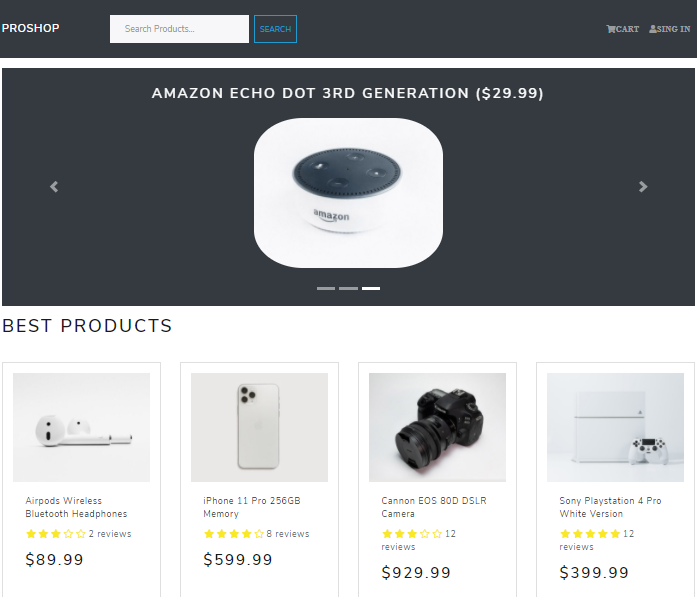 PROSHOP
Search Products...
SEARCH
CART
SING IN
AMAZON ECHO DOT 3RD GENERATION ($29.99)
amazon
BEST PRODUCTS
Airpods Wireless
Bluetooth Headphones
2 reviews
$89.99
iPhone 11 Pro 256GB
Memory
8 reviews
$599.99
Cannon EOS 80D DSLR
Camera
12
reviews
$929.99
Sony Playstation 4 Pro
White Version
12
reviews
$399.99